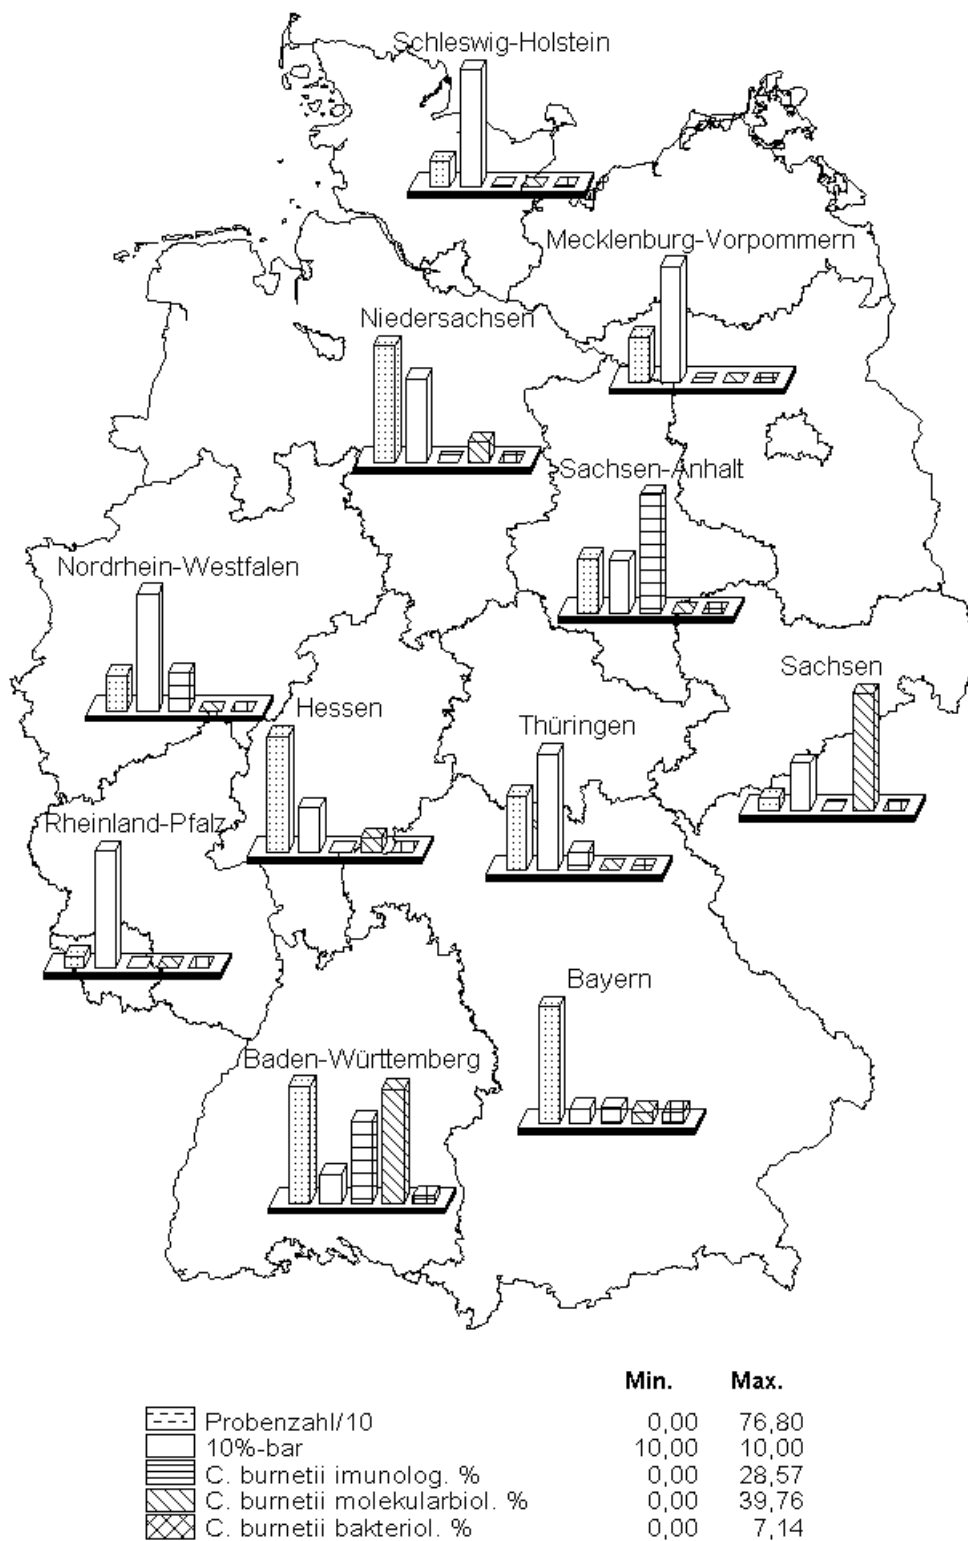 Schleswig-Holstein
Mecklenburg-Vorpommern
Niedersachsen
Sachsen-Anhalt
Nordrhein-Westfalen
Sachsen
Hessen
Thüringen
Rheinland-Pfalz
Bayern
Baden-Württemberg
Min. Max.
Probenzahl/10 0,00 76,80
10%-bar 10,00 10,00
C. burnetii imunolog. % 0,00 28,57
C. burnetii molekularbiol. % 0,00 39,76
C. burnetii bakteriol. % 0,00 7,14